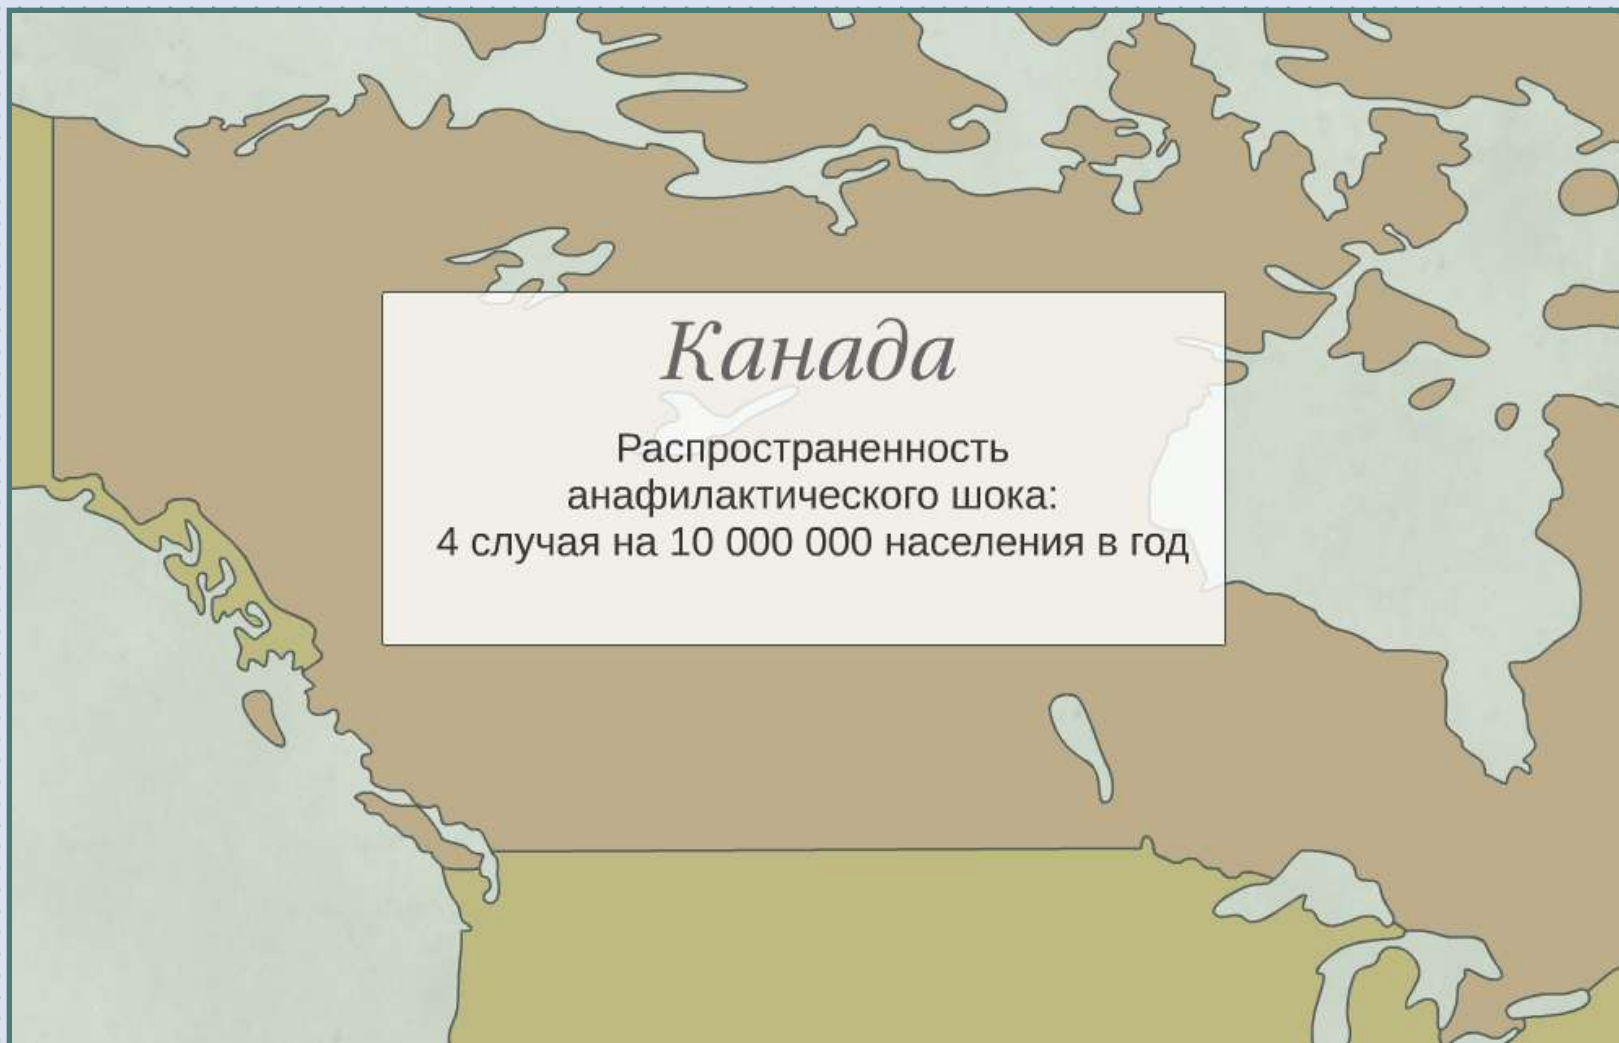 Канада
Распространенность
анафилактического шока:
4 случая на 10 000 000 населения в год